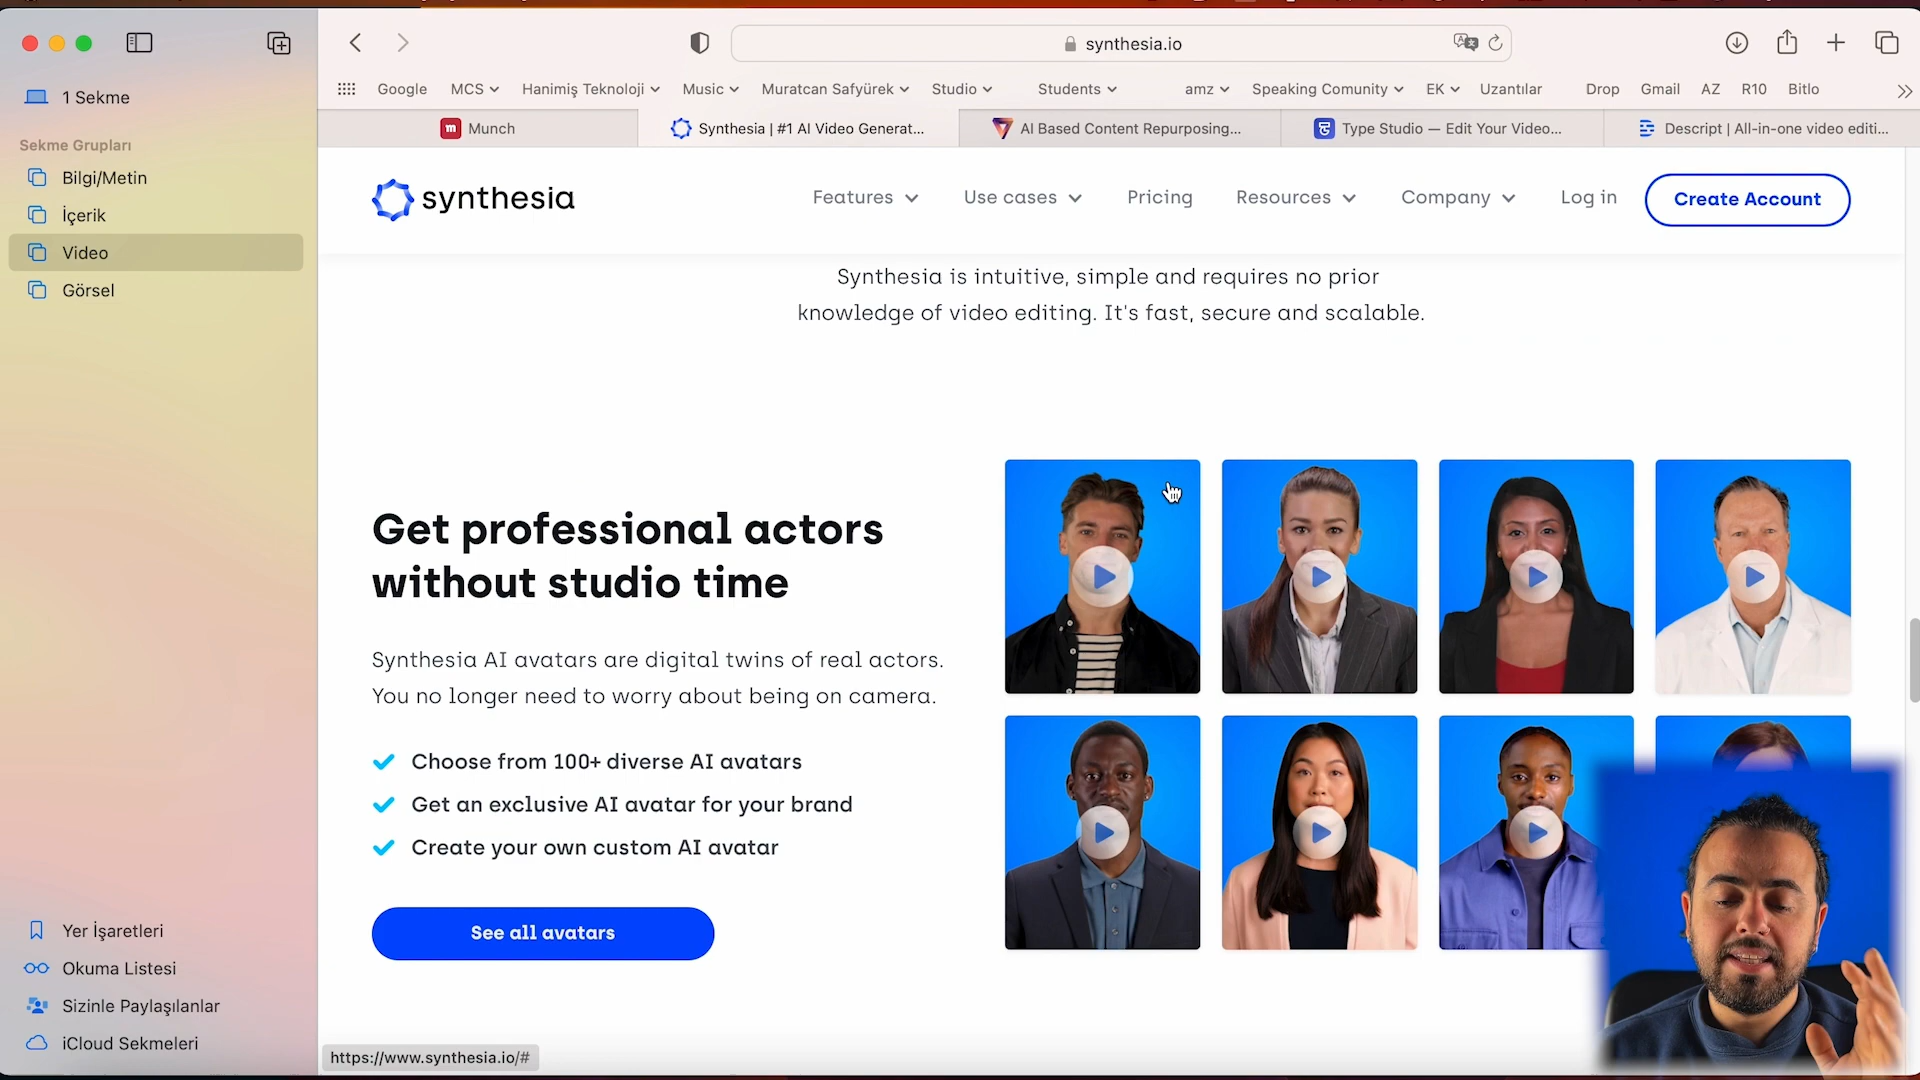 1 Sekme
Sekme Grupları
Bilgi/Metin
İçerik
Video
Görsel
Yer İşaretleri
Okuma Listesi
Sizinle Paylaşılanlar
iCloud Sekmeleri
synthesia.io
Google MCS Hanimiş Teknoloji Music Muratcan Safyürek Studio Students amz Speaking Comunity EK Uzantılar Drop Gmail AZ R10 Bitlo
Munch
Synthesia | #1 AI Video Generat...
AI Based Content Repurposing...
Type Studio — Edit Your Video...
Descript | All-in-one video editi...
synthesia
Features Use cases Pricing Resources Company Log in Create Account
Synthesia is intuitive, simple and requires no prior
knowledge of video editing. It's fast, secure and scalable.
Get professional actors
without studio time
Synthesia AI avatars are digital twins of real actors.
You no longer need to worry about being on camera.
Choose from 100+ diverse AI avatars
Get an exclusive AI avatar for your brand
Create your own custom AI avatar
See all avatars
https://www.synthesia.io/#